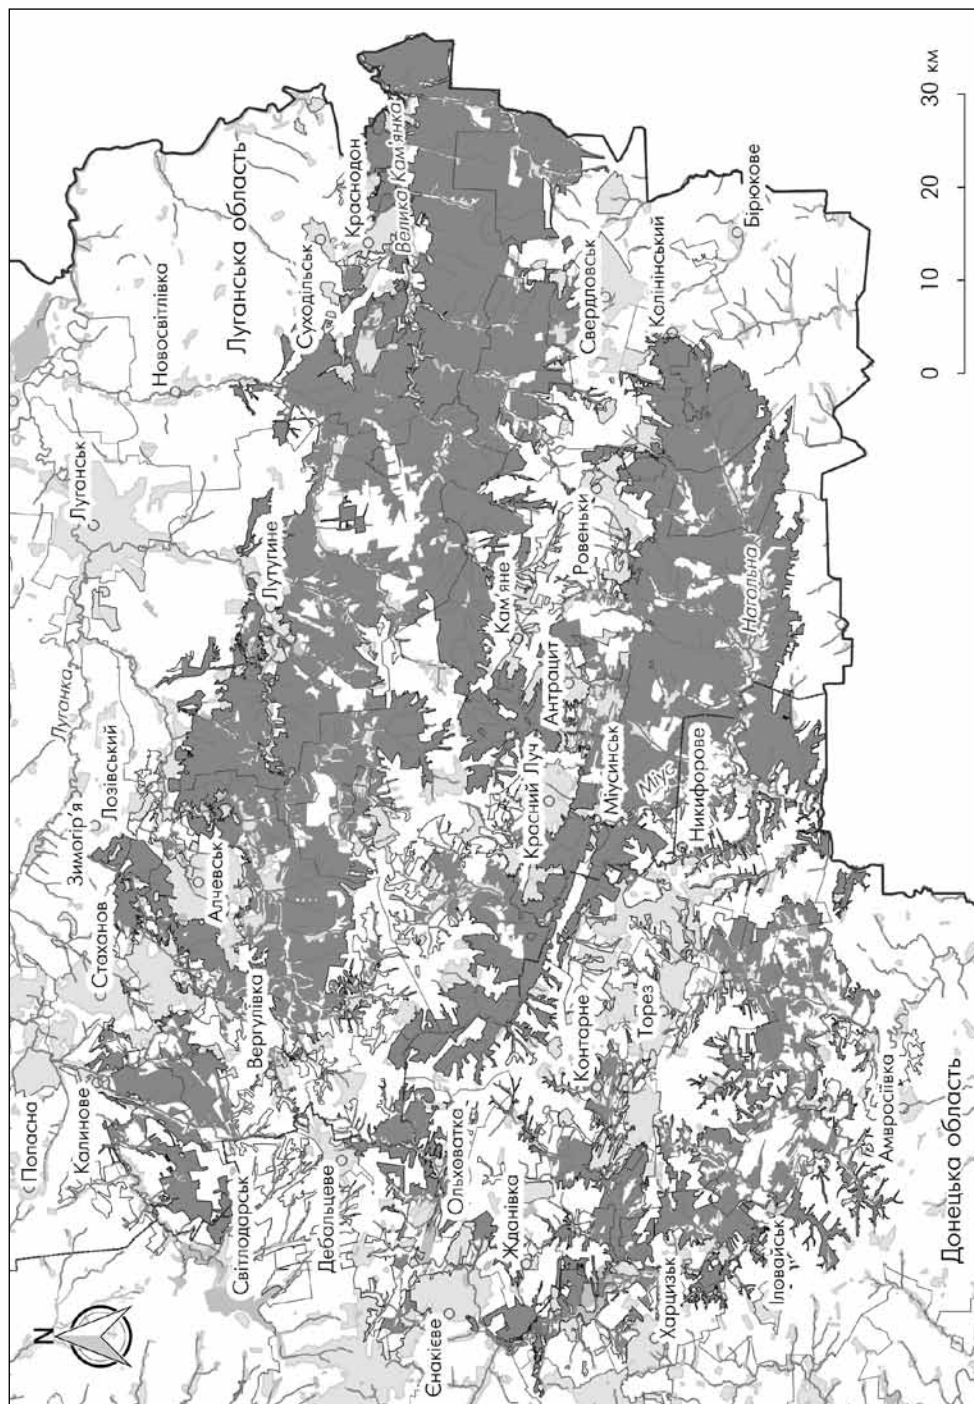 N
Попасна
Калинове
Стаханов
Зимогір'я
Лозівський
Луганка
Луганськ
Новосвітлівка
Луганська область
Світлодарськ
Вергулівка
Алчевськ
Лутугине
Суходільськ
Краснодон
Велика Кам'янка
Дебальцеве
Єнакієве
Ольховатка
Жданівка
Красний Луч
Кам'яне
Антрацит
Ровеньки
Свердловськ
Контарне
Міусинськ
Міус
Торез
Харцизьк
Никифорове
Нагольна
Колінінський
Бірюкове
Іловайськ
Амвросіївка
Донецька область
0 10 20 30 км